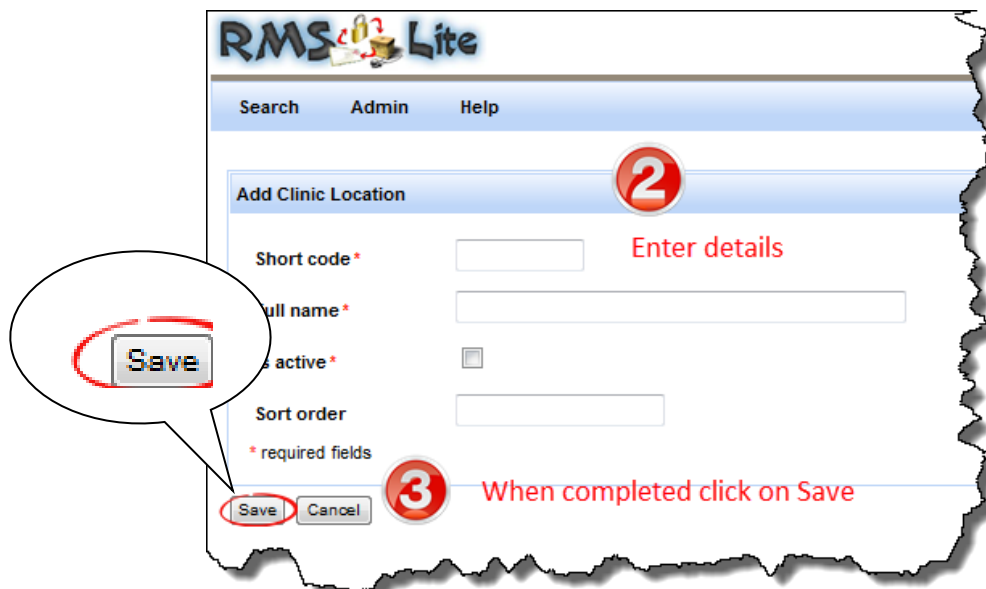 RMS Lite
Search Admin Help
2
Add Clinic Location
Enter details
Short code *
ull name *
s active *
Save
Sort order
* required fields
3
When completed click on Save
Save Cancel